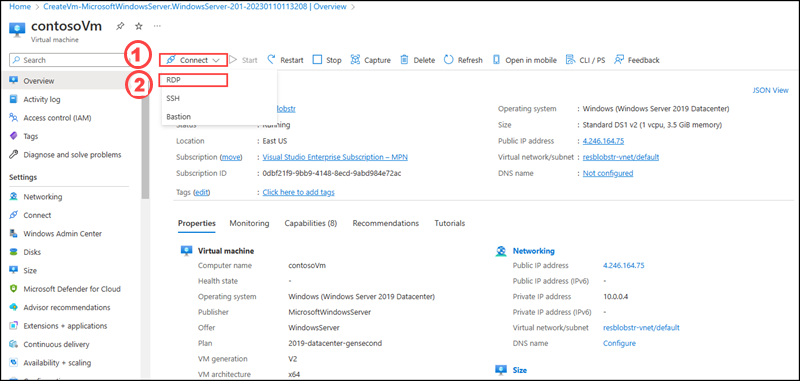 Home > CreateVm-MicrosoftWindowsServer.WindowsServer-201-20230110113208 | Overview >
contosoVm
Virtual machine
Search
1
Connect
Start
Restart
Stop
Capture
Delete
Refresh
Open in mobile
CLI / PS
Feedback
2
RDP
SSH
Bastion
Overview
Activity log
Access control (IAM)
Tags
Diagnose and solve problems
Settings
Networking
Connect
Windows Admin Center
Disks
Size
Microsoft Defender for Cloud
Advisor recommendations
Extensions + applications
Continuous delivery
Availability + scaling
JSON View
: resblobstr
Status : Running
Location : East US
Subscription (move) : Visual Studio Enterprise Subscription – MPN
Subscription ID : 0dbf21f9-9bb9-4148-8ecd-9abd984e72ac
Tags (edit) : Click here to add tags
Operating system : Windows (Windows Server 2019 Datacenter)
Size : Standard DS1 v2 (1 vcpu, 3.5 GiB memory)
Public IP address : 4.246.164.75
Virtual network/subnet : resblobstr-vnet/default
DNS name : Not configured
Properties Monitoring Capabilities (8) Recommendations Tutorials
Virtual machine
Computer name contosoVm
Health state -
Operating system Windows (Windows Server 2019 Datacenter)
Publisher MicrosoftWindowsServer
Offer WindowsServer
Plan 2019-datacenter-gensecond
VM generation V2
VM architecture x64
Networking
Public IP address 4.246.164.75
Public IP address (IPv6) -
Private IP address 10.0.0.4
Private IP address (IPv6) -
Virtual network/subnet resblobstr-vnet/default
DNS name Configure
Size